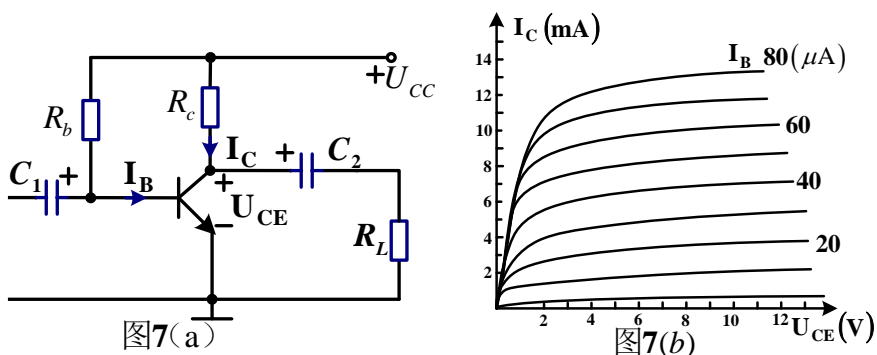 R_b
R_c
+U_CC
C_1
+
I_B
I_C
+
C_2
+
U_CE
−
R_L
图7(a)
I_C (mA)
I_B 80(μA)
60
40
20
14
12
10
8
6
4
2
2
4
6
8
10
12
U_CE(V)
图7(b)